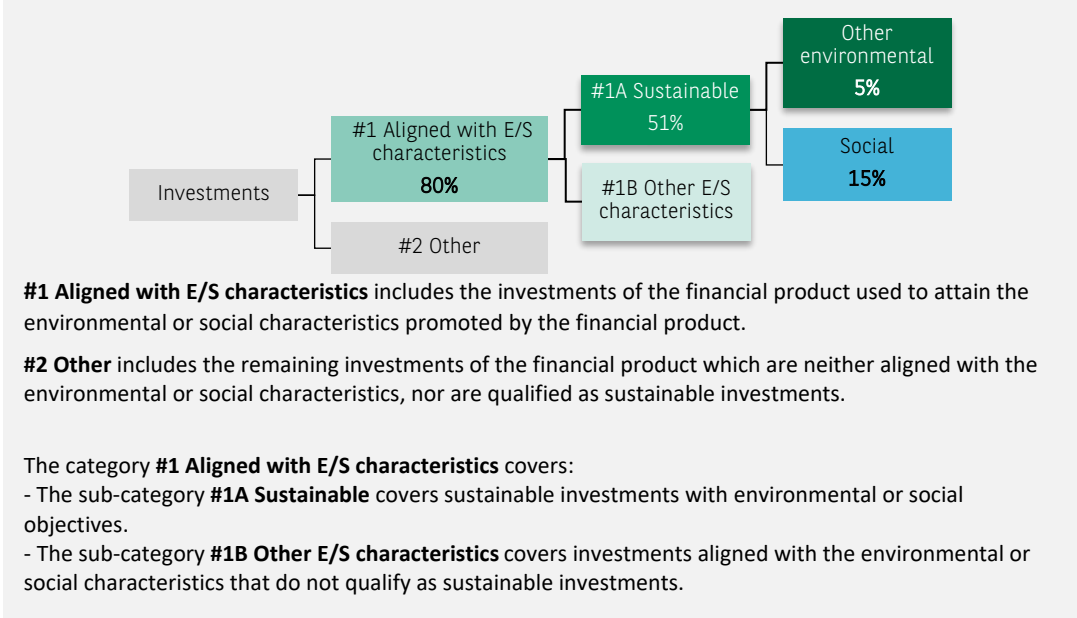 Other
environmental
5%
#1A Sustainable
51%
#1 Aligned with E/S
characteristics
80%
Social
15%
Investments
#1B Other E/S
characteristics
#2 Other
#1 Aligned with E/S characteristics includes the investments of the financial product used to attain the
environmental or social characteristics promoted by the financial product.
#2 Other includes the remaining investments of the financial product which are neither aligned with the
environmental or social characteristics, nor are qualified as sustainable investments.
The category #1 Aligned with E/S characteristics covers:
- The sub-category #1A Sustainable covers sustainable investments with environmental or social
objectives.
- The sub-category #1B Other E/S characteristics covers investments aligned with the environmental or
social characteristics that do not qualify as sustainable investments.